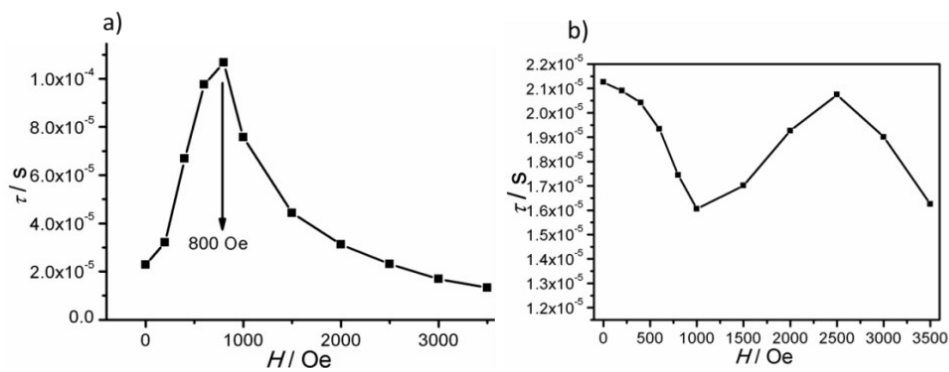 a)
1.0x10⁻⁴
8.0x10⁻⁵
6.0x10⁻⁵
4.0x10⁻⁵
2.0x10⁻⁵
0.0
τ / s
800 Oe
0 1000 2000 3000
H / Oe
b)
2.2x10⁻⁵
2.1x10⁻⁵
2.0x10⁻⁵
1.9x10⁻⁵
1.8x10⁻⁵
1.7x10⁻⁵
1.6x10⁻⁵
1.5x10⁻⁵
1.4x10⁻⁵
1.3x10⁻⁵
1.2x10⁻⁵
τ / s
0 500 1000 1500 2000 2500 3000 3500
H / Oe